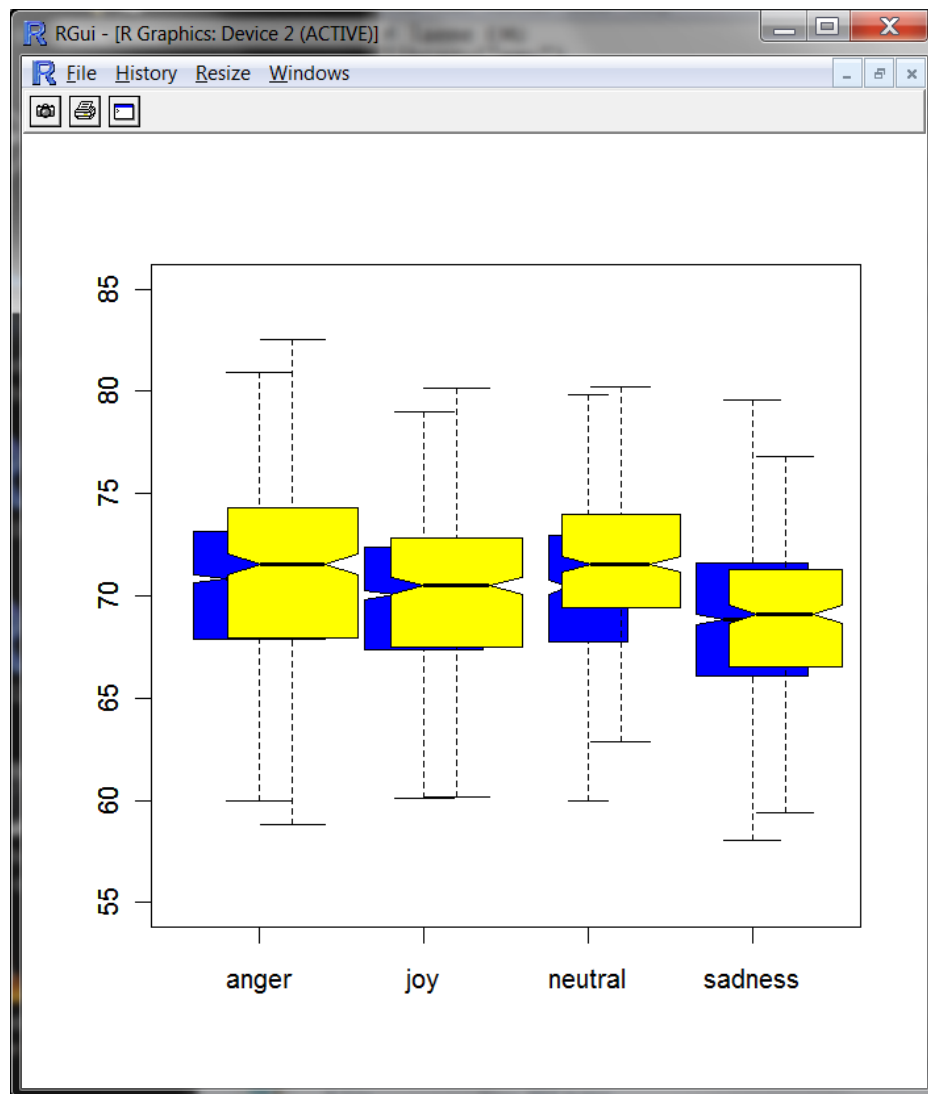 RGui - [R Graphics: Device 2 (ACTIVE)]
File History Resize Windows
85
80
75
70
65
60
55
anger joy neutral sadness